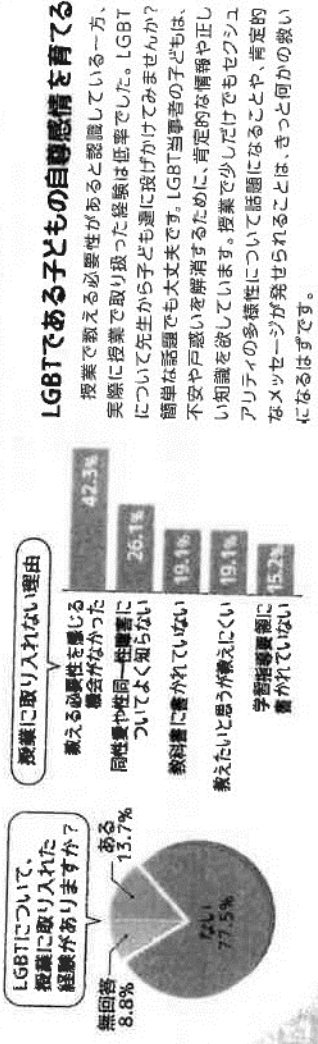 LGBTについて、
授業に取り入れた
経験がありますか?
無回答
8.8%
ある
13.7%
ない
77.5%
授業に取り入れない理由
教える必要性を感じる
機会がなかった
42.3%
同性愛や性同一性障害に
ついてよく知らない
26.1%
教科書に書かれていない
19.1%
教えたいと思うが教えにくい
19.1%
学習指導要領に
書かれていない
15.2%
LGBTである子どもの自尊感情を育てる
授業で教える必要性があると認識している一方、
実際に授業で取り扱った経験は低率でした。LGBT
について先生から子ども達に投げかけてみませんか?
簡単な話題でも大丈夫です。LGBT当事者の子どもは、
不安や戸惑いを解消するために、肯定的な情報や正し
い知識を欲しています。授業で少しだけでもセクシュ
アリティの多様性について話題になることや、肯定的
なメッセージが発せられることは、きっと何かの救い
になるはずです。